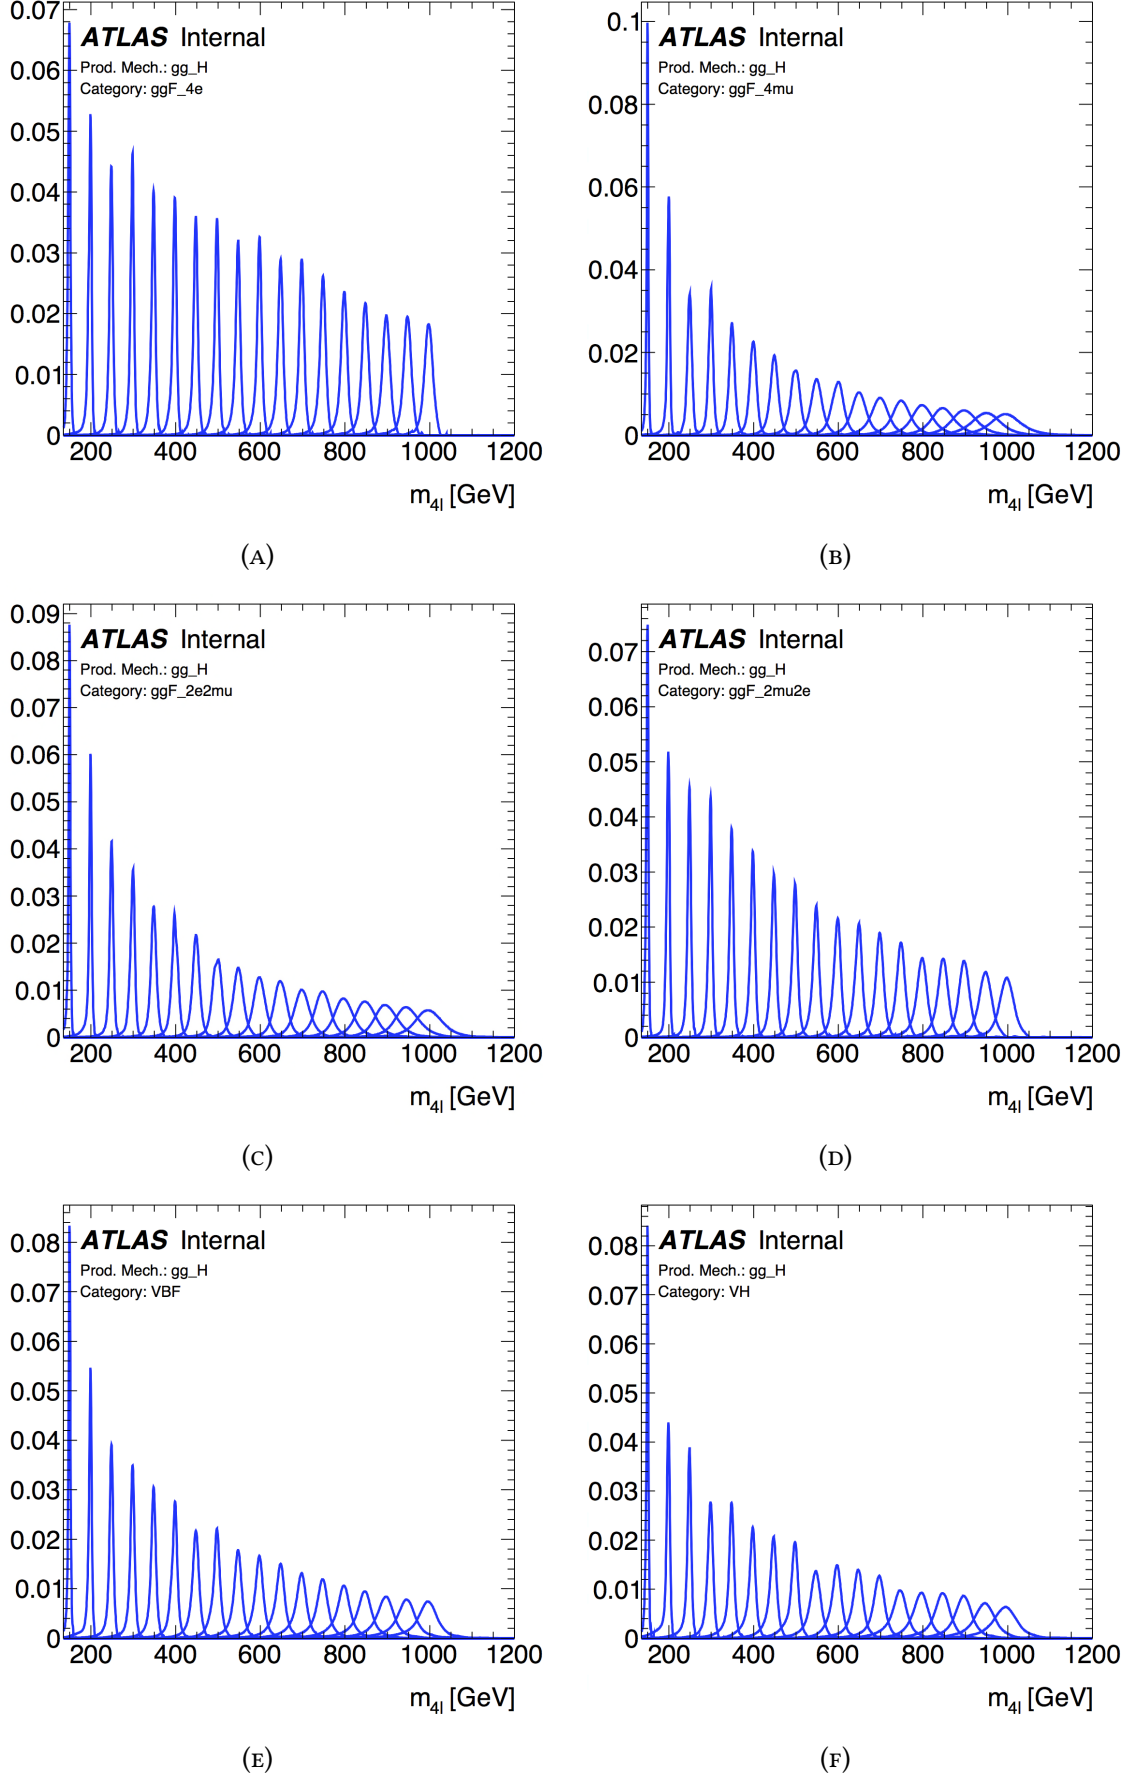 0.07
0.06
0.05
0.04
0.03
0.02
0.01
0
ATLAS Internal
Prod. Mech.: gg_H
Category: ggF_4e
200 400 600 800 1000 1200
m4l [GeV]
(A)
0.1
0.08
0.06
0.04
0.02
0
ATLAS Internal
Prod. Mech.: gg_H
Category: ggF_4mu
200 400 600 800 1000 1200
m4l [GeV]
(B)
0.09
0.08
0.07
0.06
0.05
0.04
0.03
0.02
0.01
0
ATLAS Internal
Prod. Mech.: gg_H
Category: ggF_2e2mu
200 400 600 800 1000 1200
m4l [GeV]
(C)
0.07
0.06
0.05
0.04
0.03
0.02
0.01
0
ATLAS Internal
Prod. Mech.: gg_H
Category: ggF_2mu2e
200 400 600 800 1000 1200
m4l [GeV]
(D)
0.08
0.07
0.06
0.05
0.04
0.03
0.02
0.01
0
ATLAS Internal
Prod. Mech.: gg_H
Category: VBF
200 400 600 800 1000 1200
m4l [GeV]
(E)
0.08
0.07
0.06
0.05
0.04
0.03
0.02
0.01
0
ATLAS Internal
Prod. Mech.: gg_H
Category: VH
200 400 600 800 1000 1200
m4l [GeV]
(F)